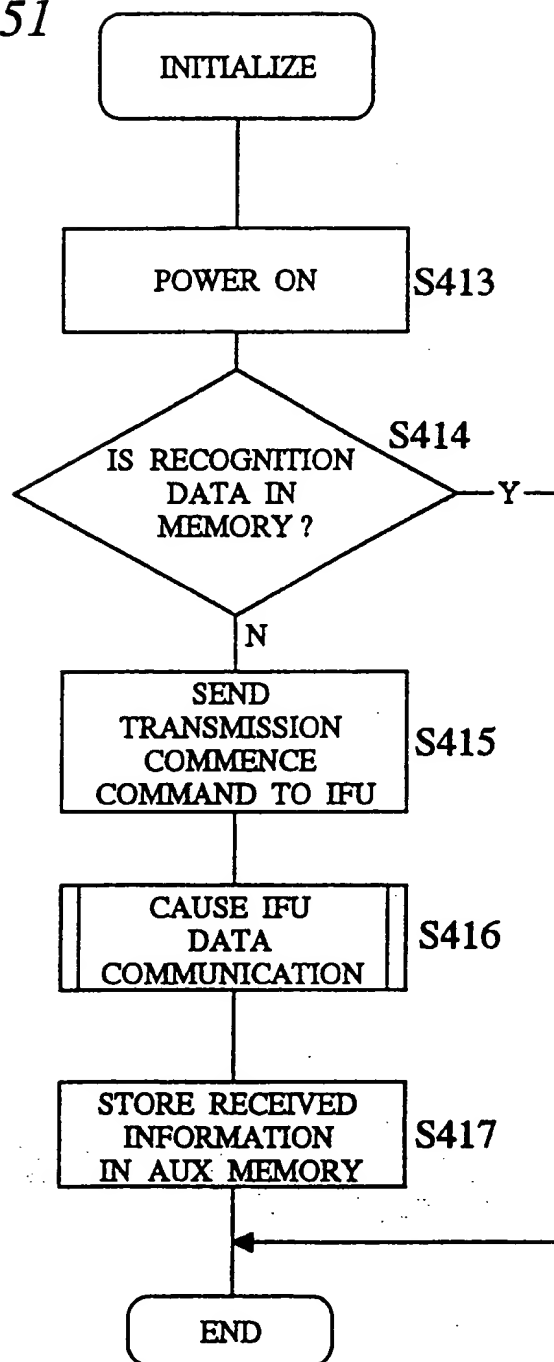 51
INITIALIZE
POWER ON
S413
S414
IS RECOGNITION
DATA IN
MEMORY ?
Y
N
SEND
TRANSMISSION
COMMENCE
COMMAND TO IFU
S415
CAUSE IFU
DATA
COMMUNICATION
S416
STORE RECEIVED
INFORMATION
IN AUX MEMORY
S417
END